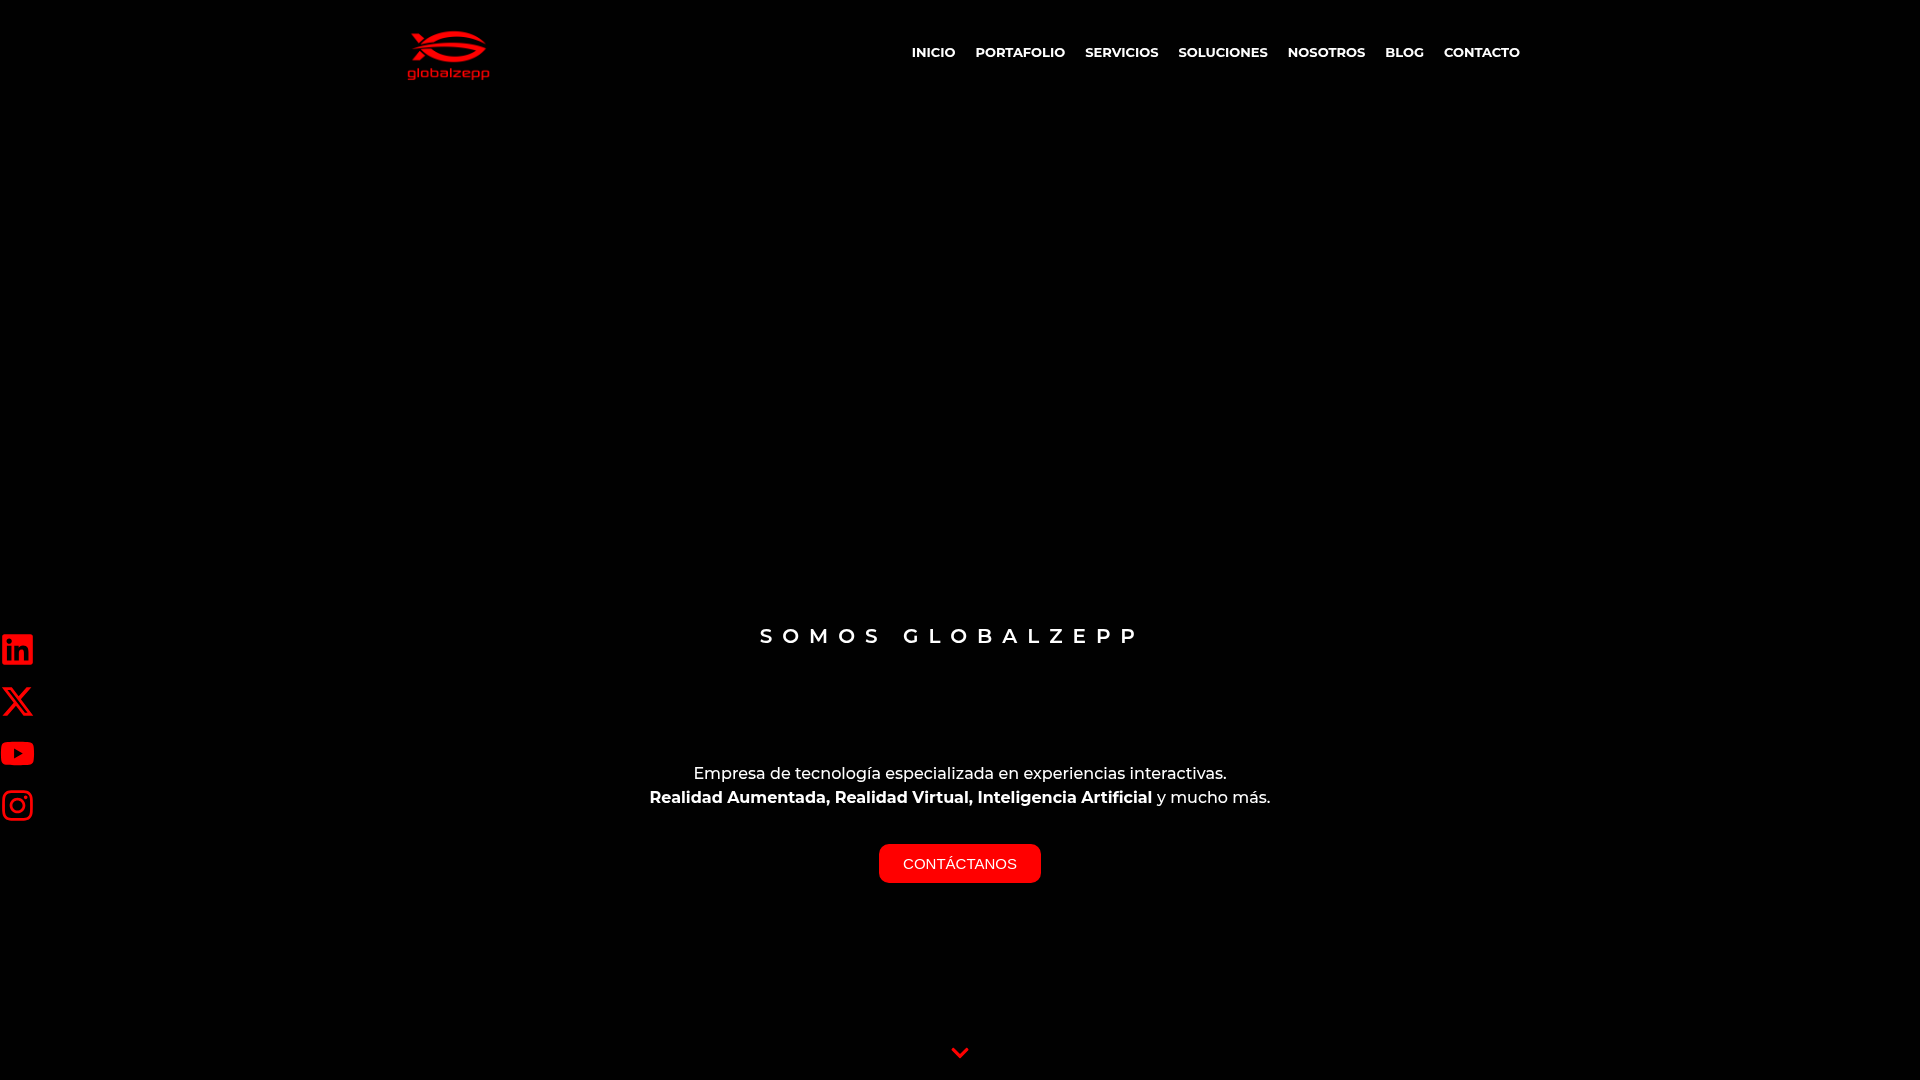 globalzepp
INICIO PORTAFOLIO SERVICIOS SOLUCIONES NOSOTROS BLOG CONTACTO
SOMOS GLOBALZEPP
Empresa de tecnología especializada en experiencias interactivas.
Realidad Aumentada, Realidad Virtual, Inteligencia Artificial y mucho más.
CONTÁCTANOS